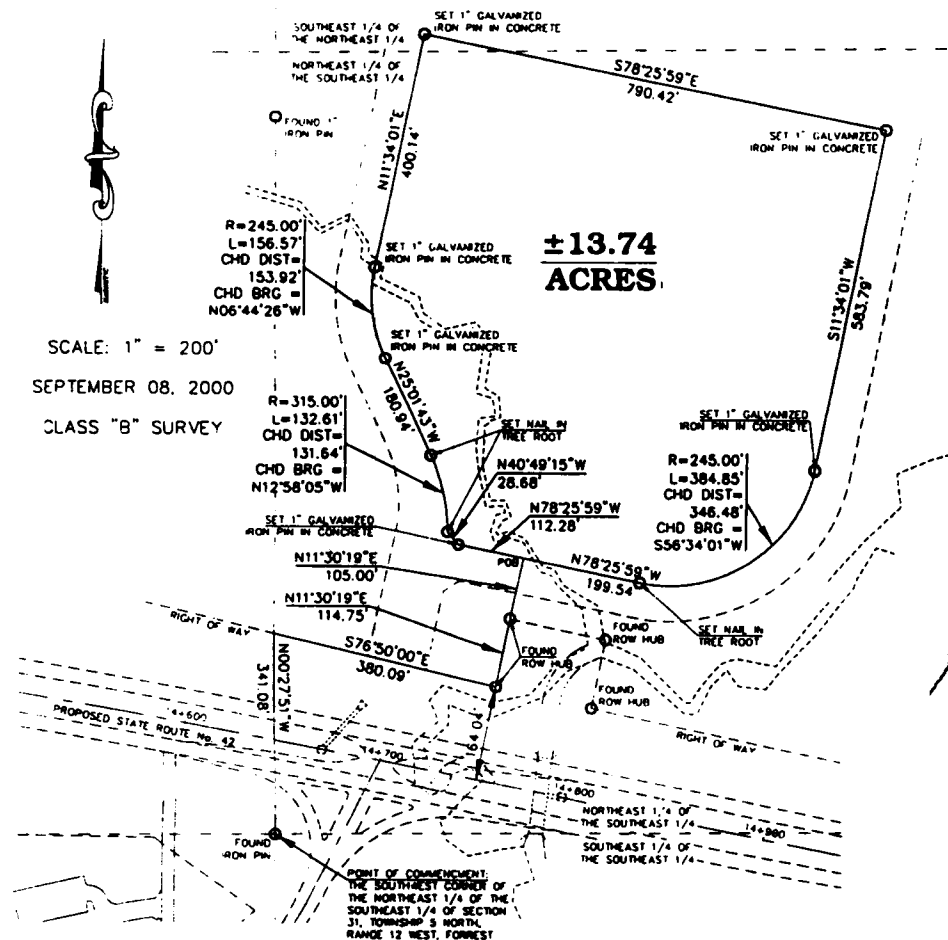 SOUTHEAST 1/4 OF
THE NORTHEAST 1/4
NORTHEAST 1/4 OF
THE SOUTHEAST 1/4
SET 1" GALVANIZED
IRON PIN IN CONCRETE
S78°25'59"E
790.42'
FOUND 1"
IRON PIN
SET 1" GALVANIZED
IRON PIN IN CONCRETE
N11°34'01"E
400.14'
R=245.00'
L=156.57'
CHD DIST=
153.92'
CHD BRG =
N06°44'26"W
SET 1" GALVANIZED
IRON PIN IN CONCRETE
±13.74
ACRES
S11°34'01"W
583.79'
SCALE: 1" = 200'
SEPTEMBER 08, 2000
CLASS "B" SURVEY
SET 1" GALVANIZED
IRON PIN IN CONCRETE
N25°01'43"W
180.94'
R=315.00'
L=132.61'
CHD DIST=
131.64'
CHD BRG =
N12°58'05"W
SET NAIL IN
TREE ROOT
N40°49'15"W
28.68'
SET 1" GALVANIZED
IRON PIN IN CONCRETE
R=245.00'
L=384.85'
CHD DIST=
346.48'
CHD BRG =
S56°34'01"W
SET 1" GALVANIZED
IRON PIN IN CONCRETE
N78°25'59"W
112.28'
POB
N78°25'59"W
199.54'
N11°30'19"E
105.00'
N11°30'19"E
114.75'
SET NAIL IN
TREE ROOT
FOUND
ROW HUB
FOUND
ROW HUB
FOUND
ROW HUB
RIGHT OF WAY
S76°50'00"E
380.09'
N00°27'51"W
341.08'
164.04
RIGHT OF WAY
PROPOSED STATE ROUTE No. 42
14+600
14+700
14+800
14+900
NORTHEAST 1/4 OF
THE SOUTHEAST 1/4
SOUTHEAST 1/4 OF
THE SOUTHEAST 1/4
FOUND
IRON PIN
POINT OF COMMENCMENT:
THE SOUTHWEST CORNER OF
THE NORTHEAST 1/4 OF THE
SOUTHEAST 1/4 OF SECTION
31, TOWNSHIP 5 NORTH,
RANGE 12 WEST, FORREST